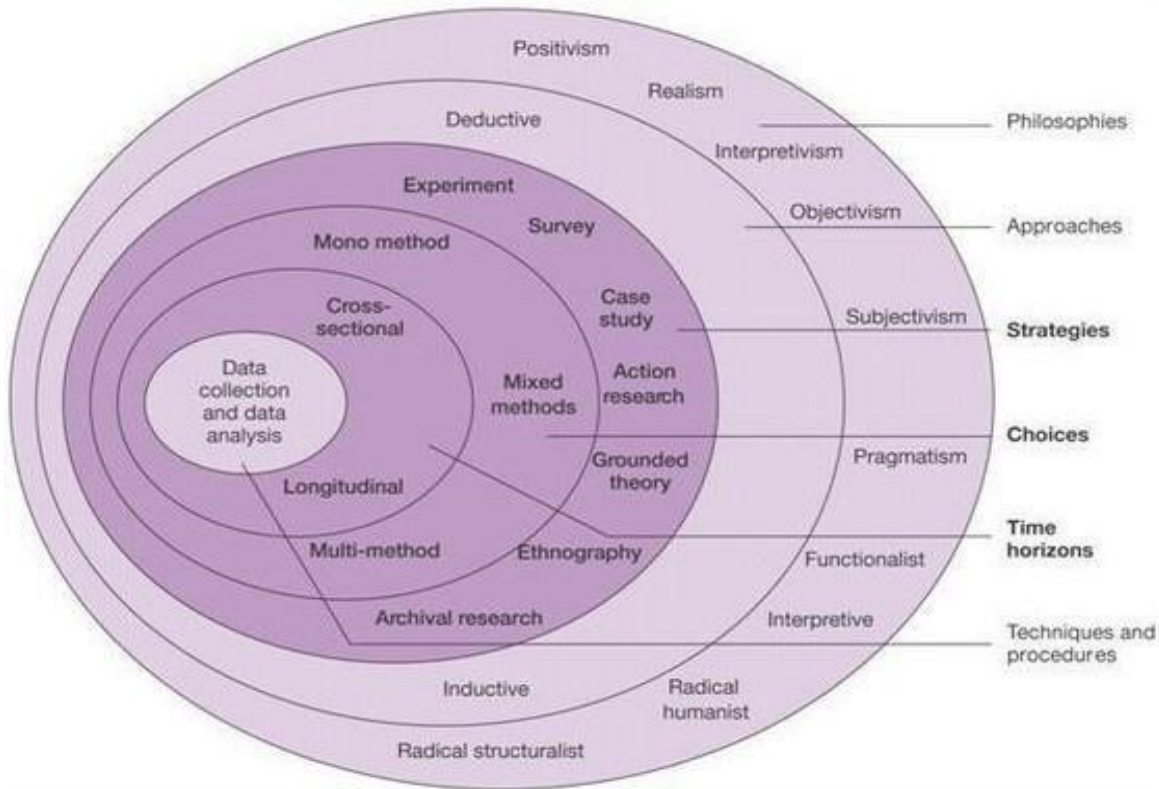 Positivism
Realism
Philosophies
Deductive
Interpretivism
Experiment
Objectivism
Survey
Approaches
Mono method
Case
study
Cross-
sectional
Subjectivism
Strategies
Data
collection
and data
analysis
Mixed
methods
Action
research
Choices
Grounded
theory
Pragmatism
Longitudinal
Time
horizons
Multi-method
Ethnography
Functionalist
Archival research
Interpretive
Techniques and
procedures
Inductive
Radical
humanist
Radical structuralist